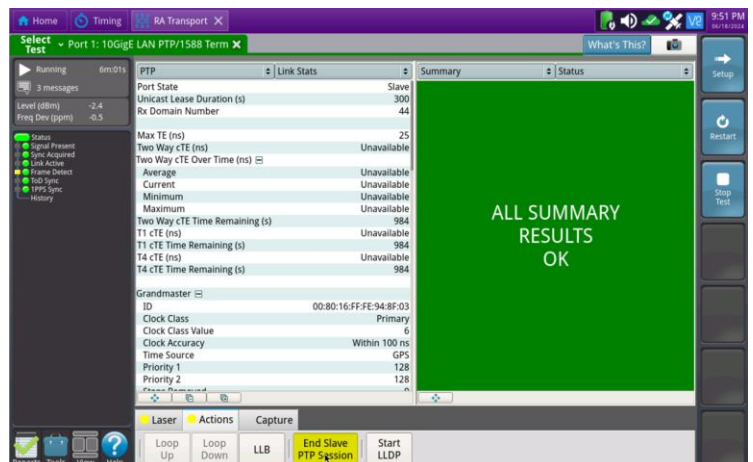 Home
Timing
RA Transport
9:51 PM
06/18/2024
Select Test
Port 1: 10GigE LAN PTP/1588 Term
What's This?
Running 6m:01s
3 messages
Level (dBm) -2.4
Freq Dev (ppm) -0.5
Status
Signal Present
Sync Acquired
Link Active
Frame Detect
ToD Sync
1PPS Sync
History
PTP Link Stats
Port State Slave
Unicast Lease Duration (s) 300
Rx Domain Number 44
Max TE (ns) 25
Two Way cTE (ns) Unavailable
Two Way cTE Over Time (ns)
Average Unavailable
Current Unavailable
Minimum Unavailable
Maximum Unavailable
Two Way cTE Time Remaining (s) 984
T1 cTE (ns) Unavailable
T1 cTE Time Remaining (s) 984
T4 cTE (ns) Unavailable
T4 cTE Time Remaining (s) 984
Grandmaster
ID 00:80:16:FF:FE:94:8F:03
Clock Class Primary
Clock Class Value 6
Clock Accuracy Within 100 ns
Time Source GPS
Priority 1 128
Priority 2 128
Summary Status
ALL SUMMARY
RESULTS
OK
Setup
Restart
Stop
Test
Laser
Actions
Capture
Loop Up
Loop Down
LLB
End Slave PTP Session
Start LLDP